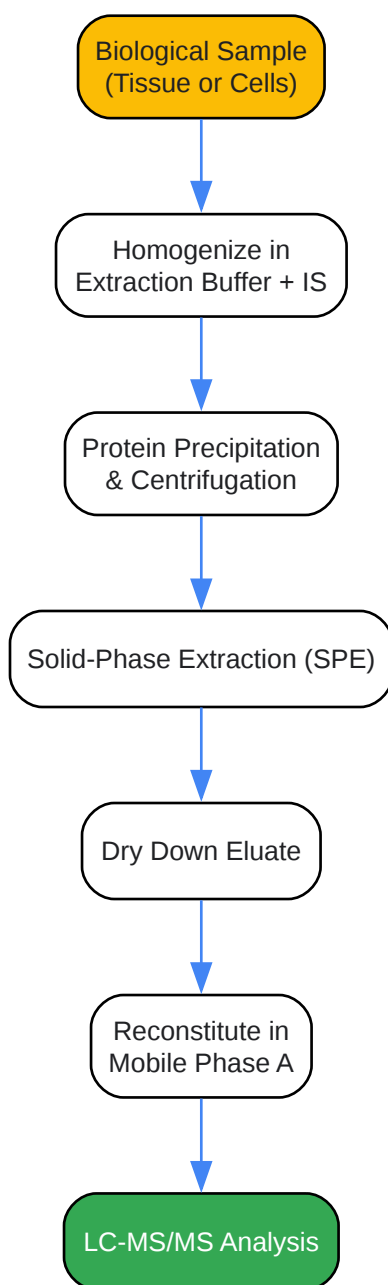 Biological Sample
(Tissue or Cells)
Homogenize in
Extraction Buffer + IS
Protein Precipitation
& Centrifugation
Solid-Phase Extraction (SPE)
Dry Down Eluate
Reconstitute in
Mobile Phase A
LC-MS/MS Analysis